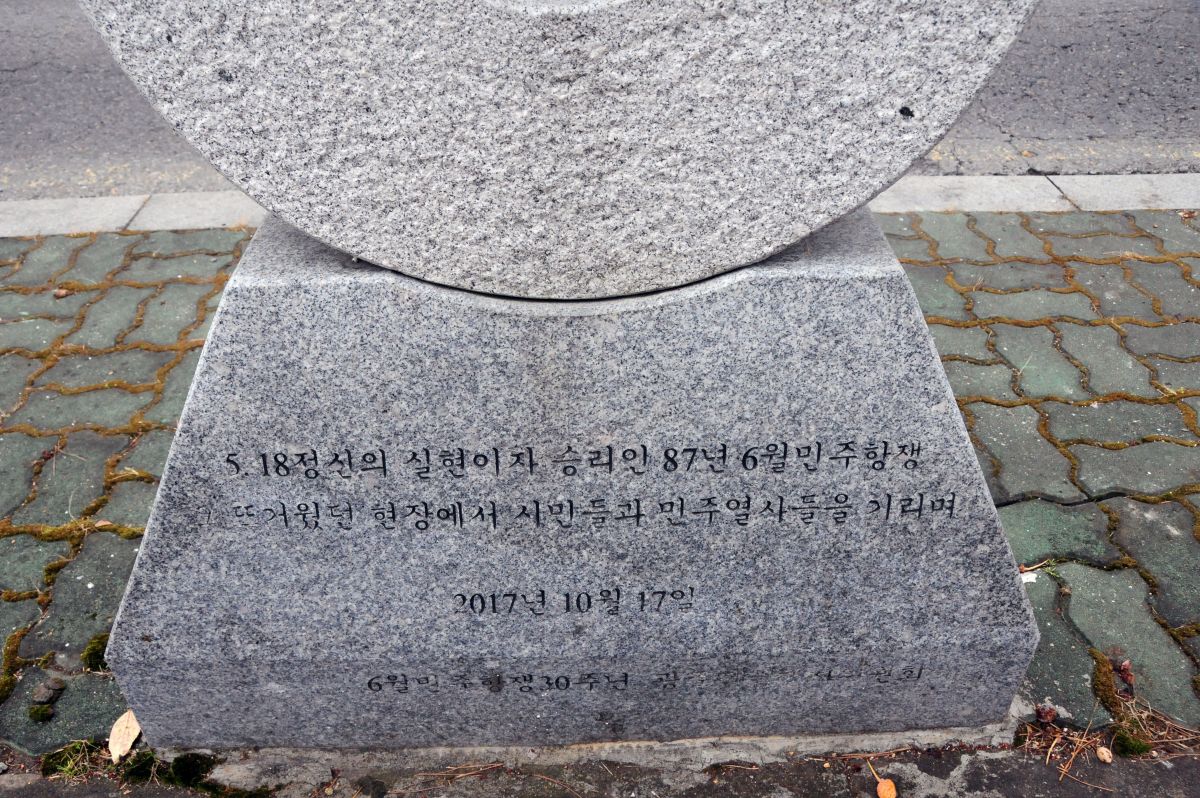 5. 18정신의 실현이자 승리인 87년 6월민주항쟁
뜨거웠던 현장에서 시민들과 민주열사들을 기리며
2017년 10월 17일
6월민주항쟁30주년